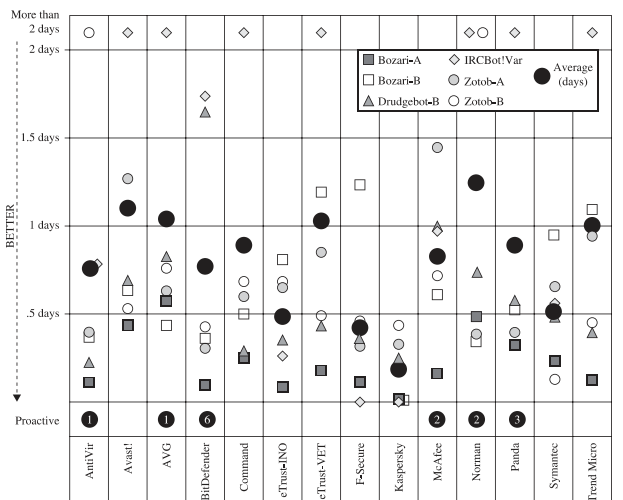 More than
2 days
2 days
1.5 days
1 days
.5 days
BETTER
Proactive
Bozari-A
Bozari-B
Drudgebot-B
IRCBot!Var
Zotob-A
Zotob-B
Average
(days)
1
1
6
2
2
3
AntiVir
Avast!
AVG
BitDefender
Command
eTrust-INO
eTrust-VET
F-Secure
Kaspersky
McAfee
Norman
Panda
Symantec
Trend Micro